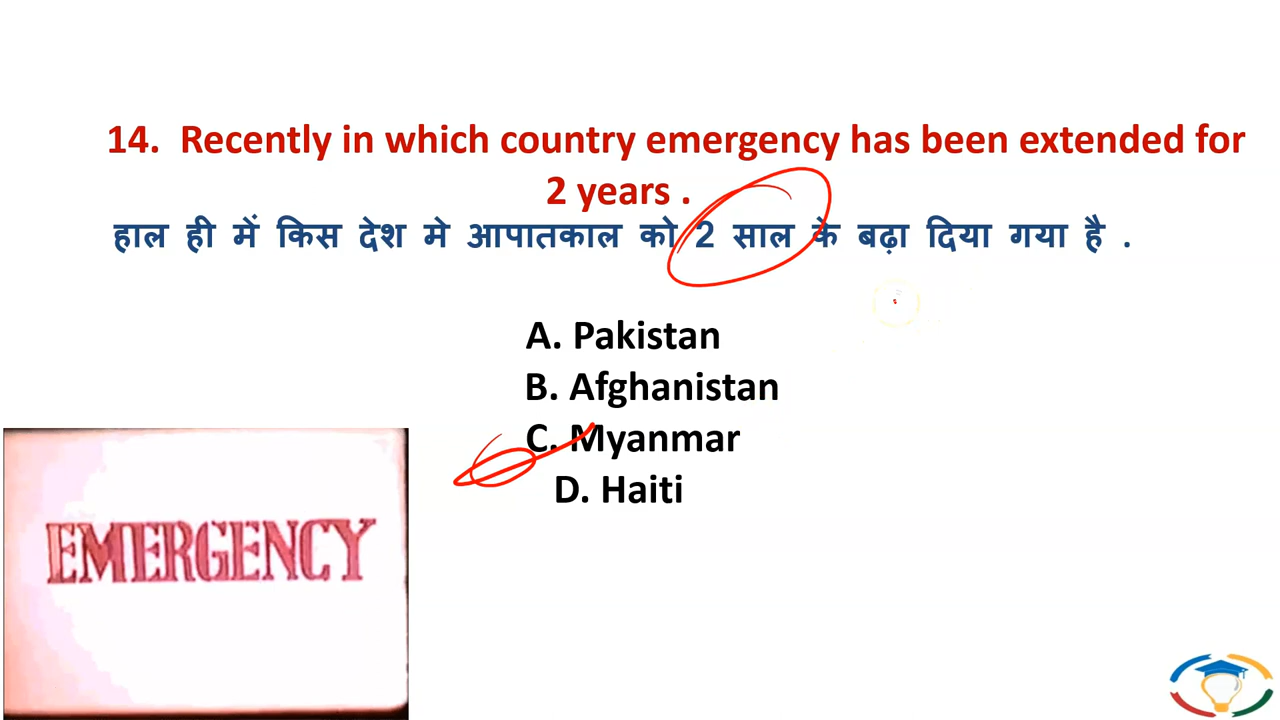 14. Recently in which country emergency has been extended for
2 years .
हाल ही में किस देश मे आपातकाल को 2 साल के बढ़ा दिया गया है .
A. Pakistan
B. Afghanistan
C. Myanmar
D. Haiti
EMERGENCY